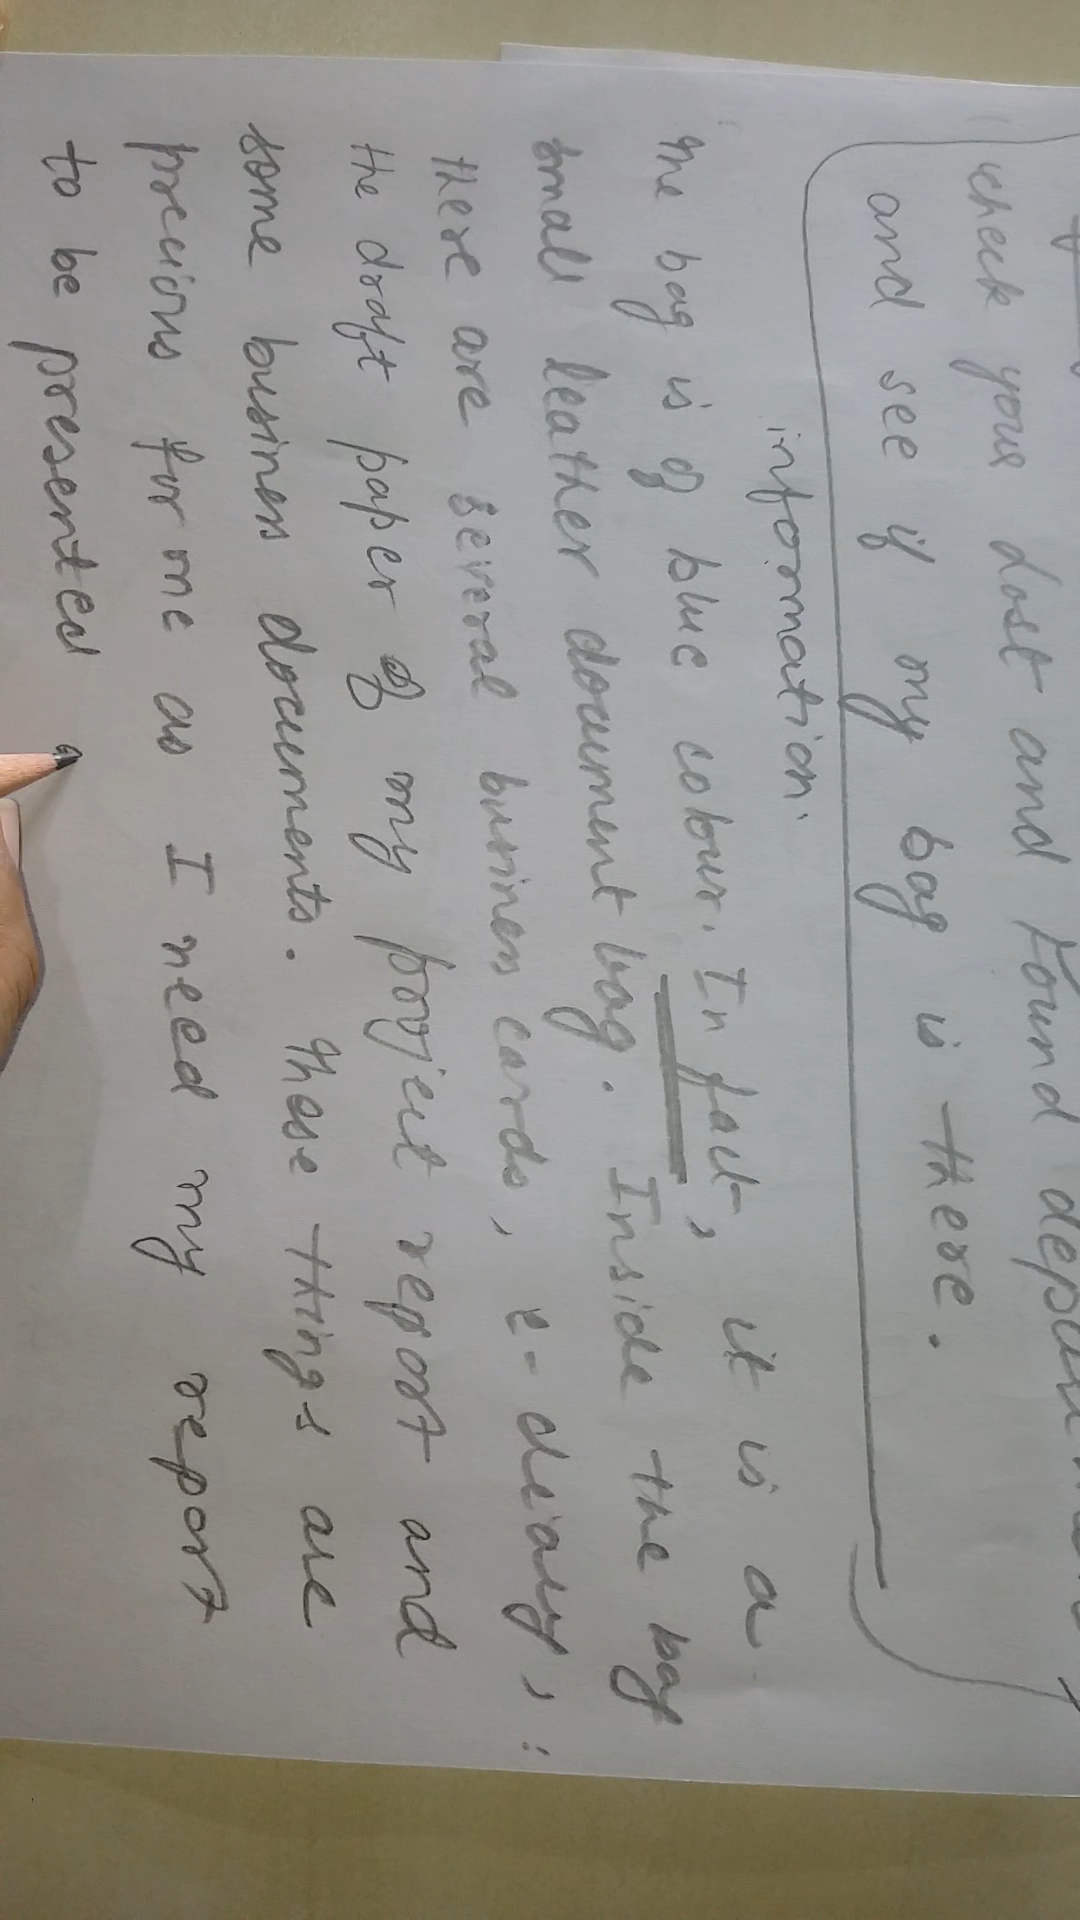 check your Lost and Found
and see if my bag is there.
information.
The bag is of blue colour. In fact, it is a
small leather document bag. Inside the bag
there are several business cards, e-deiary,
the draft paper of my project report and
some business documents. These things are
precious for me as I need my report
to be presented